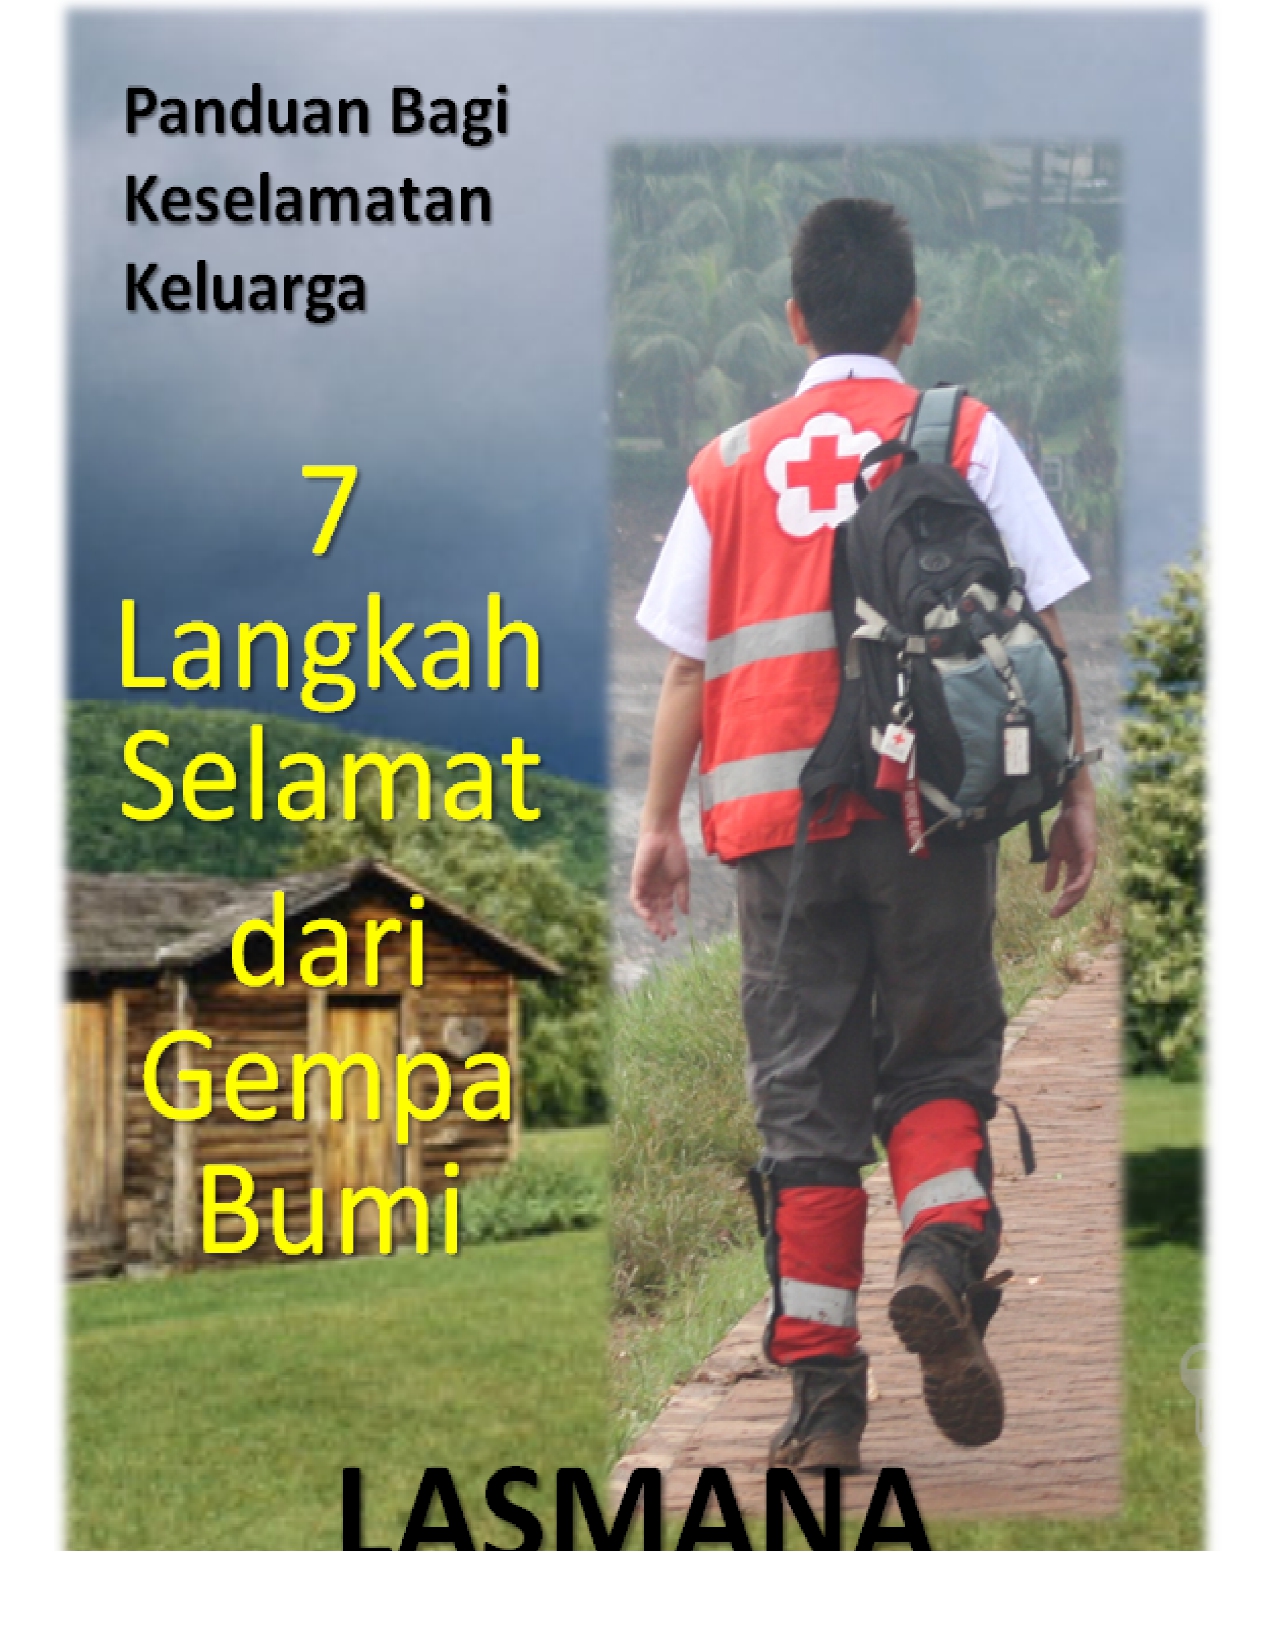 Panduan Bagi
Keselamatan
Keluarga
7
Langkah
Selamat
dari
Gempa
Bumi
LASMANA